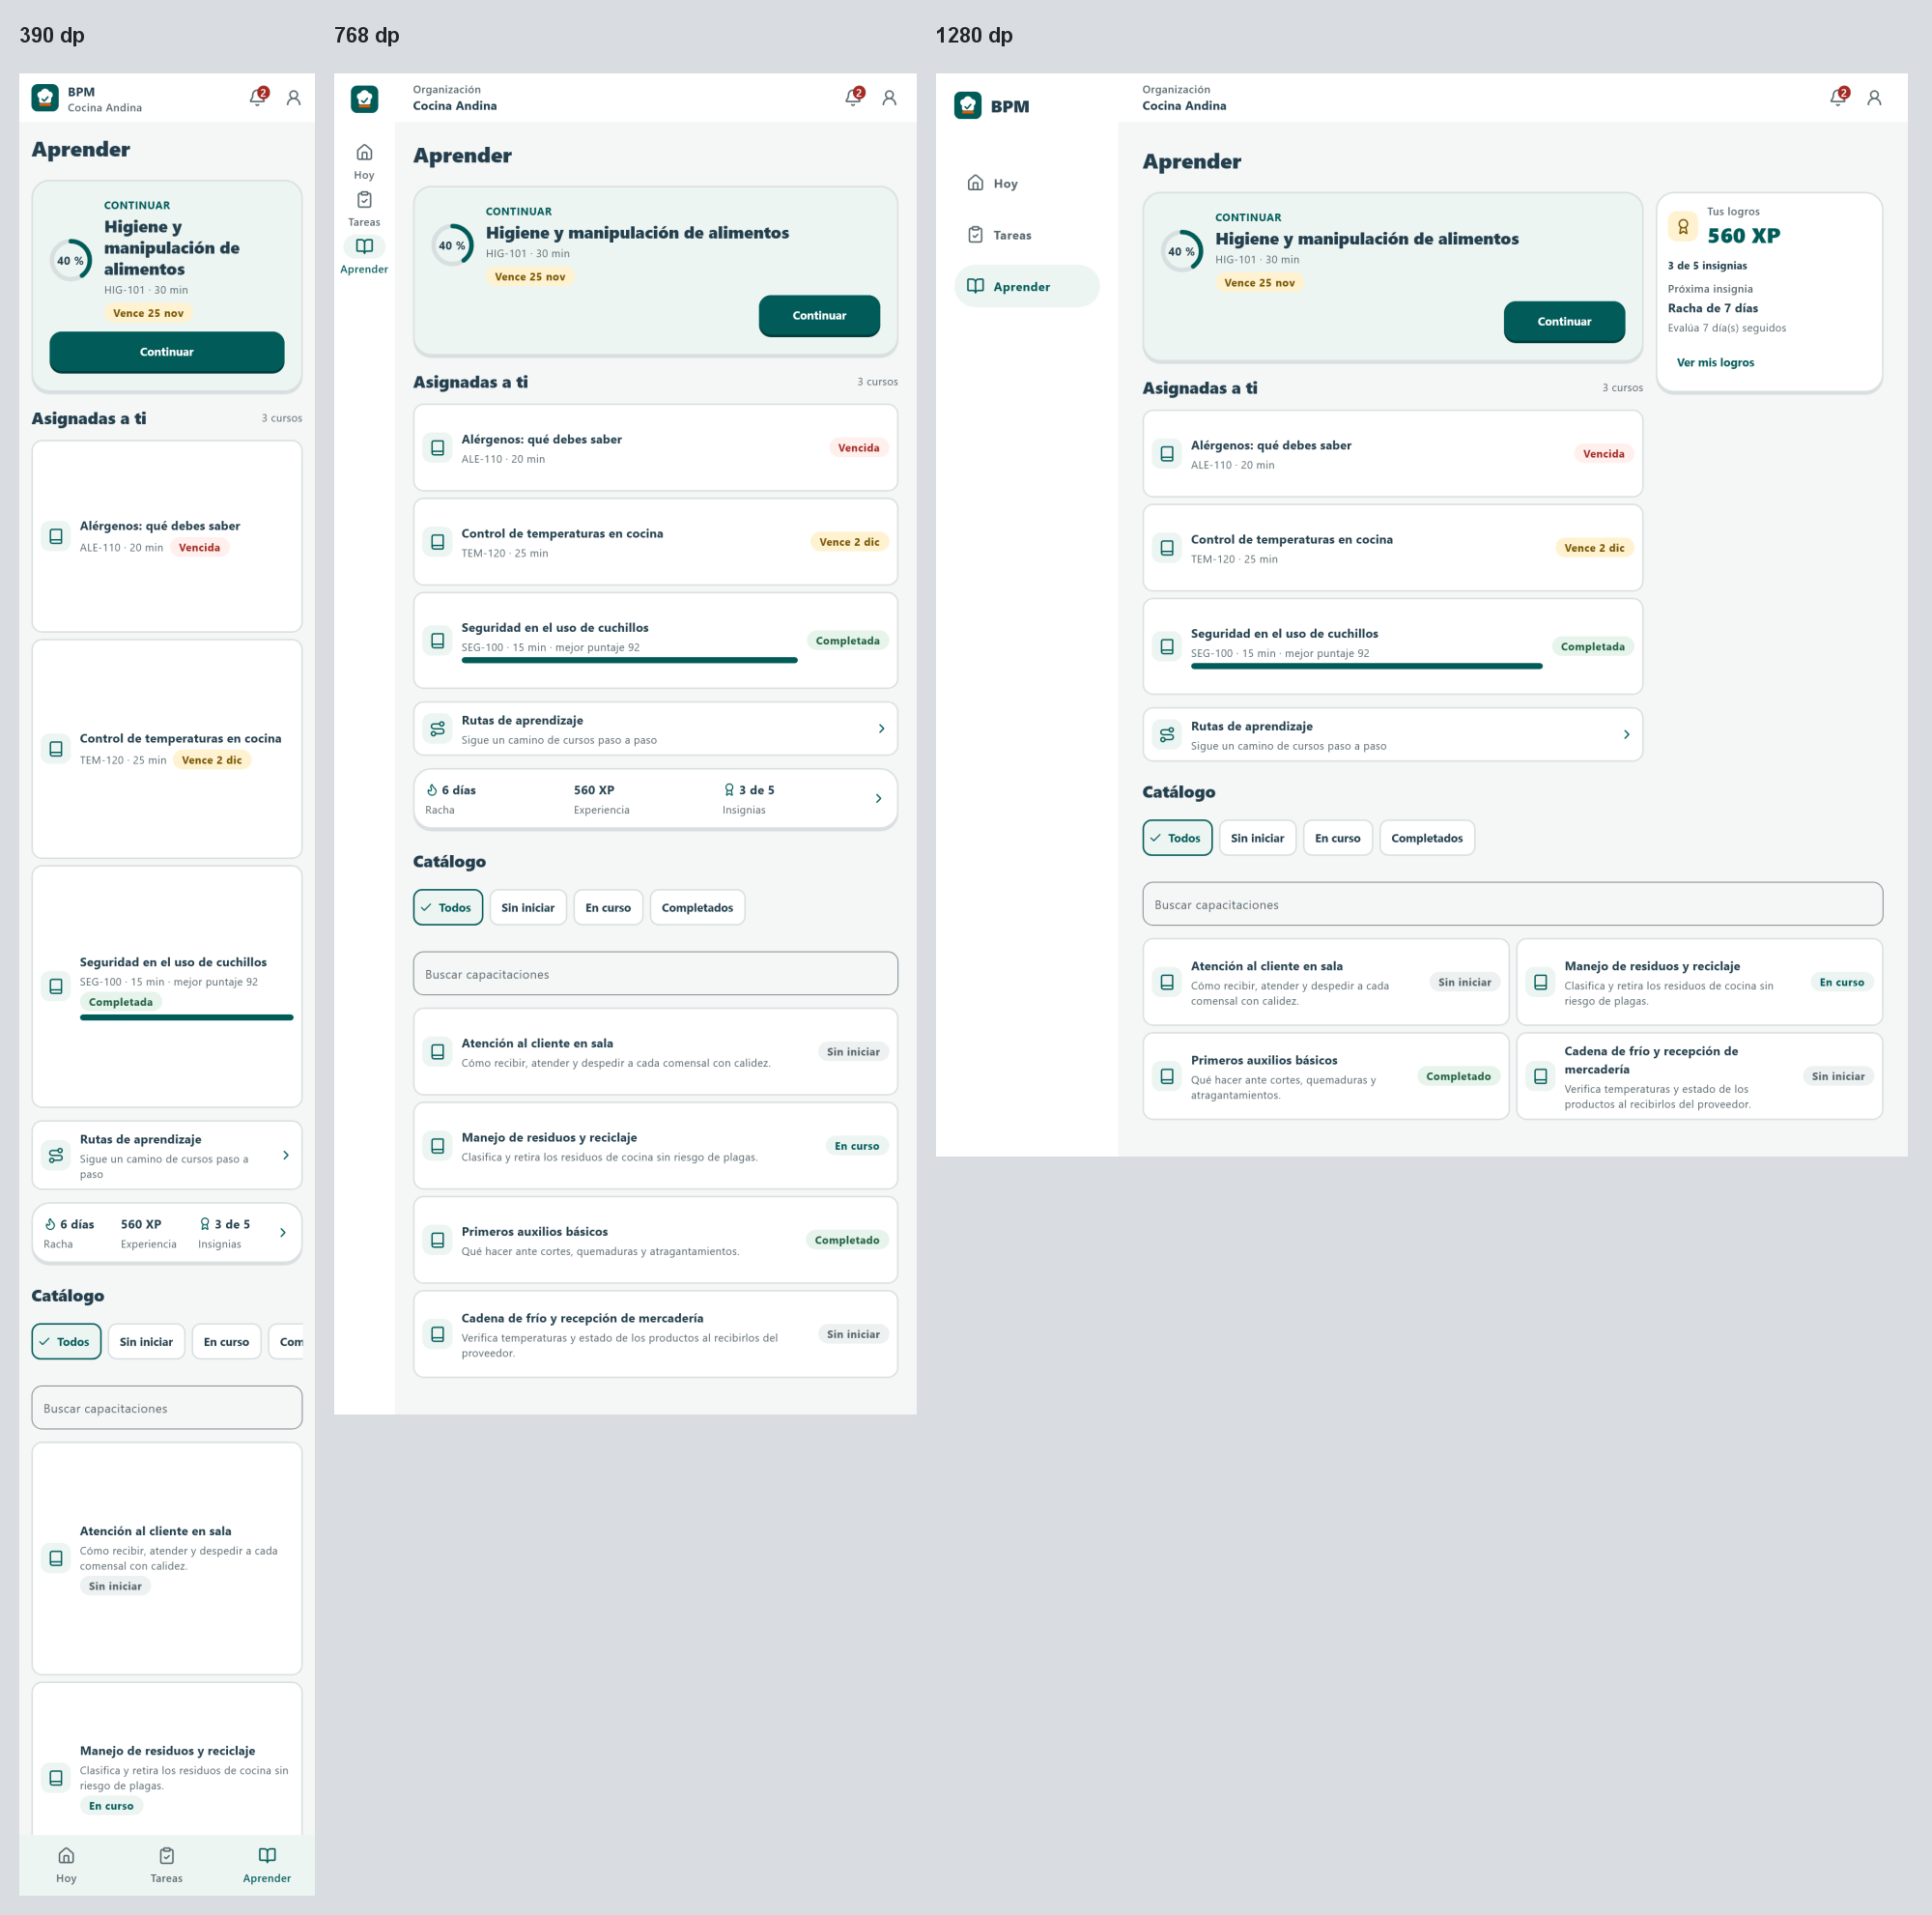 390 dp
BPM
Cocina Andina
2
Aprender
CONTINUAR
Higiene y
manipulación de
alimentos
40 %
HIG-101 · 30 min
Vence 25 nov
Continuar
Asignadas a ti
3 cursos
Alérgenos: qué debes saber
ALE-110 · 20 min
Vencida
Control de temperaturas en cocina
TEM-120 · 25 min
Vence 2 dic
Seguridad en el uso de cuchillos
SEG-100 · 15 min · mejor puntaje 92
Completada
Rutas de aprendizaje
Sigue un camino de cursos paso a
paso
6 días
560 XP
3 de 5
Racha
Experiencia
Insignias
Catálogo
Todos
Sin iniciar
En curso
Com
Buscar capacitaciones
Atención al cliente en sala
Cómo recibir, atender y despedir a cada
comensal con calidez.
Sin iniciar
Manejo de residuos y reciclaje
Clasifica y retira los residuos de cocina sin
riesgo de plagas.
En curso
Hoy
Tareas
Aprender
768 dp
Organización
Cocina Andina
2
Hoy
Tareas
Aprender
Aprender
CONTINUAR
40 %
Higiene y manipulación de alimentos
HIG-101 · 30 min
Vence 25 nov
Continuar
Asignadas a ti
3 cursos
Alérgenos: qué debes saber
ALE-110 · 20 min
Vencida
Control de temperaturas en cocina
TEM-120 · 25 min
Vence 2 dic
Seguridad en el uso de cuchillos
SEG-100 · 15 min · mejor puntaje 92
Completada
Rutas de aprendizaje
Sigue un camino de cursos paso a paso
6 días
560 XP
3 de 5
Racha
Experiencia
Insignias
Catálogo
Todos
Sin iniciar
En curso
Completados
Buscar capacitaciones
Atención al cliente en sala
Cómo recibir, atender y despedir a cada comensal con calidez.
Sin iniciar
Manejo de residuos y reciclaje
Clasifica y retira los residuos de cocina sin riesgo de plagas.
En curso
Primeros auxilios básicos
Qué hacer ante cortes, quemaduras y atragantamientos.
Completado
Cadena de frío y recepción de mercadería
Verifica temperaturas y estado de los productos al recibirlos del
proveedor.
Sin iniciar
1280 dp
BPM
Organización
Cocina Andina
2
Hoy
Tareas
Aprender
Aprender
CONTINUAR
40 %
Higiene y manipulación de alimentos
HIG-101 · 30 min
Vence 25 nov
Continuar
Tus logros
560 XP
3 de 5 insignias
Próxima insignia
Racha de 7 días
Evalúa 7 día(s) seguidos
Ver mis logros
Asignadas a ti
3 cursos
Alérgenos: qué debes saber
ALE-110 · 20 min
Vencida
Control de temperaturas en cocina
TEM-120 · 25 min
Vence 2 dic
Seguridad en el uso de cuchillos
SEG-100 · 15 min · mejor puntaje 92
Completada
Rutas de aprendizaje
Sigue un camino de cursos paso a paso
Catálogo
Todos
Sin iniciar
En curso
Completados
Buscar capacitaciones
Atención al cliente en sala
Cómo recibir, atender y despedir a cada
comensal con calidez.
Sin iniciar
Manejo de residuos y reciclaje
Clasifica y retira los residuos de cocina sin
riesgo de plagas.
En curso
Primeros auxilios básicos
Qué hacer ante cortes, quemaduras y
atragantamientos.
Completado
Cadena de frío y recepción de
mercadería
Verifica temperaturas y estado de los
productos al recibirlos del proveedor.
Sin iniciar